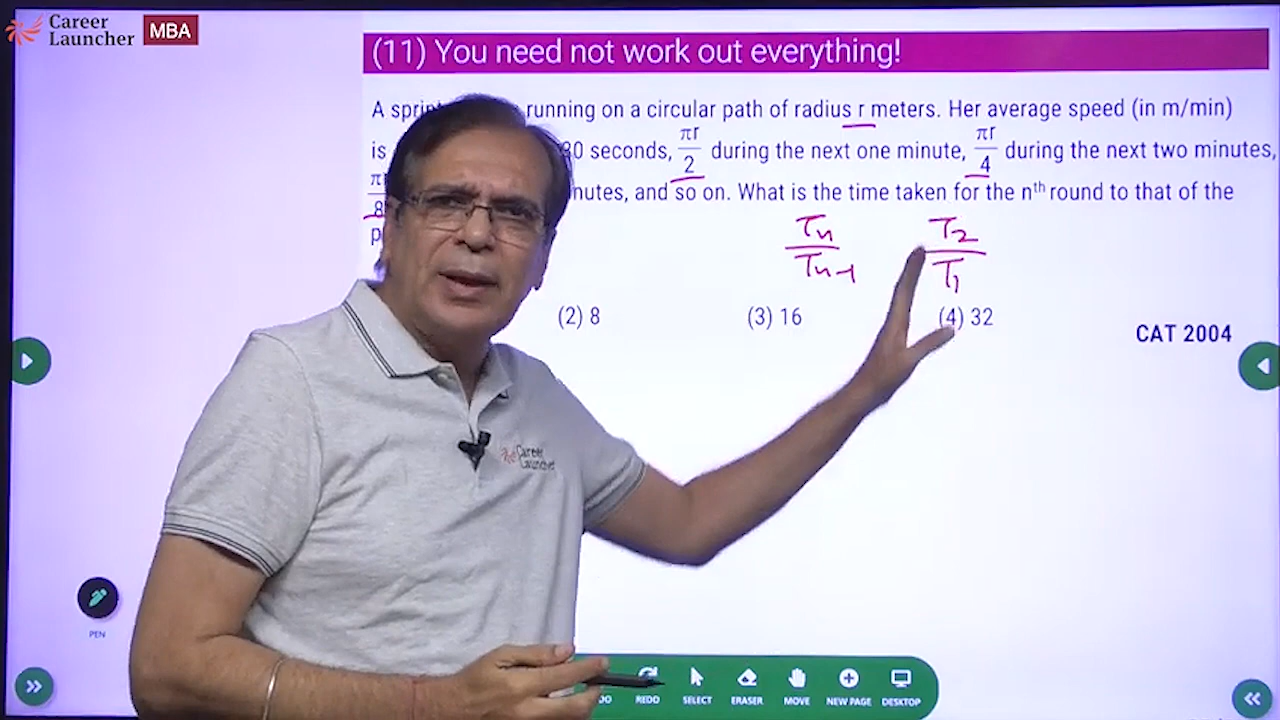 Career
Launcher MBA
(11) You need not work out everything!
A running on a circular path of radius r meters. Her average speed (in m/min)
is seconds, πr/2 during the next one minute, πr/4 during the next two minutes,
and so on. What is the time taken for the nth round to that of the
Tn/Tn-1 T2/T1
(2) 8 (3) 16 (4) 32
CAT 2004
Career
Launcher
PEN
REDO SELECT ERASER MOVE NEW PAGE DESKTOP